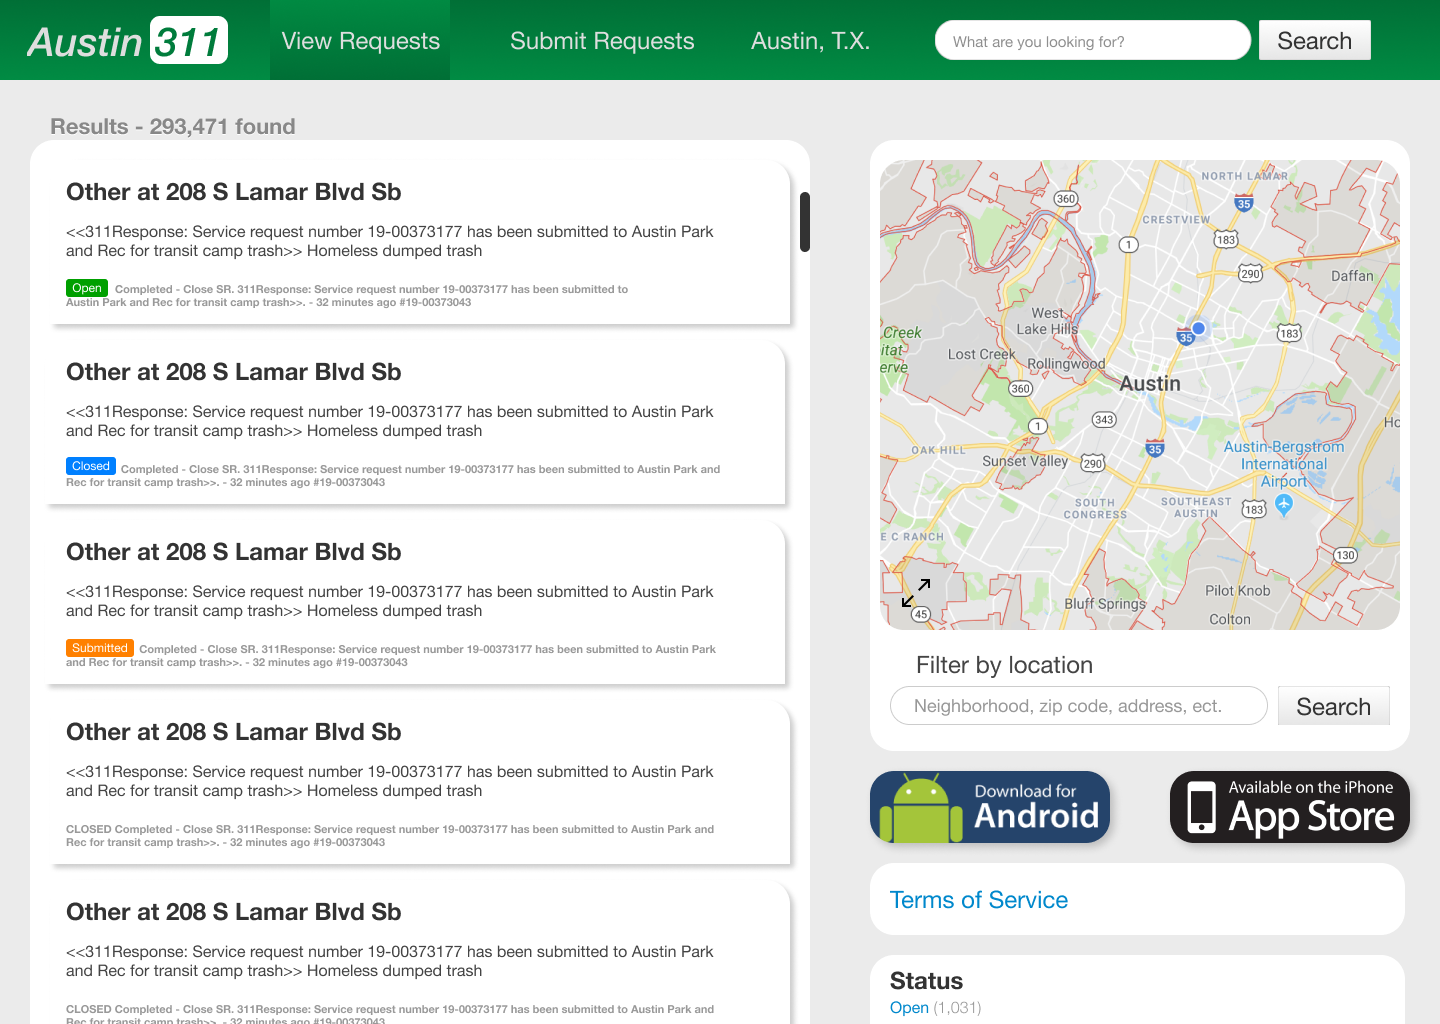 Austin 311
View Requests
Submit Requests
Austin, T.X.
What are you looking for?
Search
Results - 293,471 found
Other at 208 S Lamar Blvd Sb
<<311Response: Service request number 19-00373177 has been submitted to Austin Park
and Rec for transit camp trash>> Homeless dumped trash
Open Completed - Close SR. 311Response: Service request number 19-00373177 has been submitted to
Austin Park and Rec for transit camp trash>>. - 32 minutes ago #19-00373043
Other at 208 S Lamar Blvd Sb
<<311Response: Service request number 19-00373177 has been submitted to Austin Park
and Rec for transit camp trash>> Homeless dumped trash
Closed Completed - Close SR. 311Response: Service request number 19-00373177 has been submitted to Austin Park and
Rec for transit camp trash>>. - 32 minutes ago #19-00373043
Other at 208 S Lamar Blvd Sb
<<311Response: Service request number 19-00373177 has been submitted to Austin Park
and Rec for transit camp trash>> Homeless dumped trash
Submitted Completed - Close SR. 311Response: Service request number 19-00373177 has been submitted to Austin Park
and Rec for transit camp trash>>. - 32 minutes ago #19-00373043
Other at 208 S Lamar Blvd Sb
<<311Response: Service request number 19-00373177 has been submitted to Austin Park
and Rec for transit camp trash>> Homeless dumped trash
CLOSED Completed - Close SR. 311Response: Service request number 19-00373177 has been submitted to Austin Park and
Rec for transit camp trash>>. - 32 minutes ago #19-00373043
Other at 208 S Lamar Blvd Sb
<<311Response: Service request number 19-00373177 has been submitted to Austin Park
and Rec for transit camp trash>> Homeless dumped trash
CLOSED Completed - Close SR. 311Response: Service request number 19-00373177 has been submitted to Austin Park and
Rec for transit camp trash>>. - 32 minutes ago #19-00373043
NORTH LAMAR
360
35
CRESTVIEW
1
183
290
Daffan
West
Lake Hills
Creek
itat
erve
35
183
Lost Creek
Rollingwood
Austin
360
343
1
Ho
OAK HILL
Sunset Valley
290
35
Austin-Bergstrom
International
Airport
SOUTH
CONGRESS
SOUTHEAST
AUSTIN
183
E C RANCH
130
Pilot Knob
Bluff Springs
45
Colton
Filter by location
Neighborhood, zip code, address, ect.
Search
Download for
Android
Available on the iPhone
App Store
Terms of Service
Status
Open (1,031)